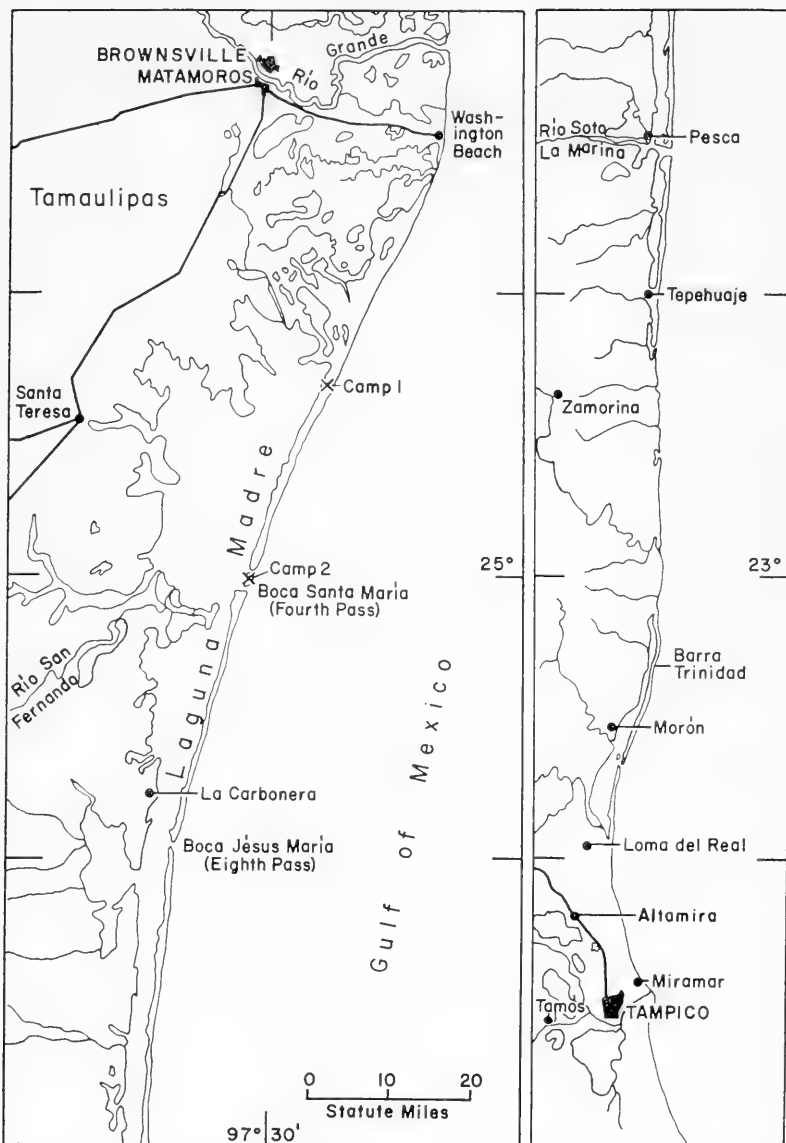 BROWNSVILLE
MATAMOROS
Río
Grande
Wash-
ington
Beach
Tamaulipas
Santa
Teresa
Camp 1
Camp 2
Boca Santa María
(Fourth Pass)
25°
Laguna Madre
Río San
Fernando
La Carbonera
Boca Jésus María
(Eighth Pass)
Gulf of Mexico
0 10 20
Statute Miles
97° 30'
Río Soto
La Marina
Pesca
Tepehuaje
Zamorina
23°
Barra
Trinidad
Morón
Loma del Real
Altamira
Miramar
Tamós
TAMPICO